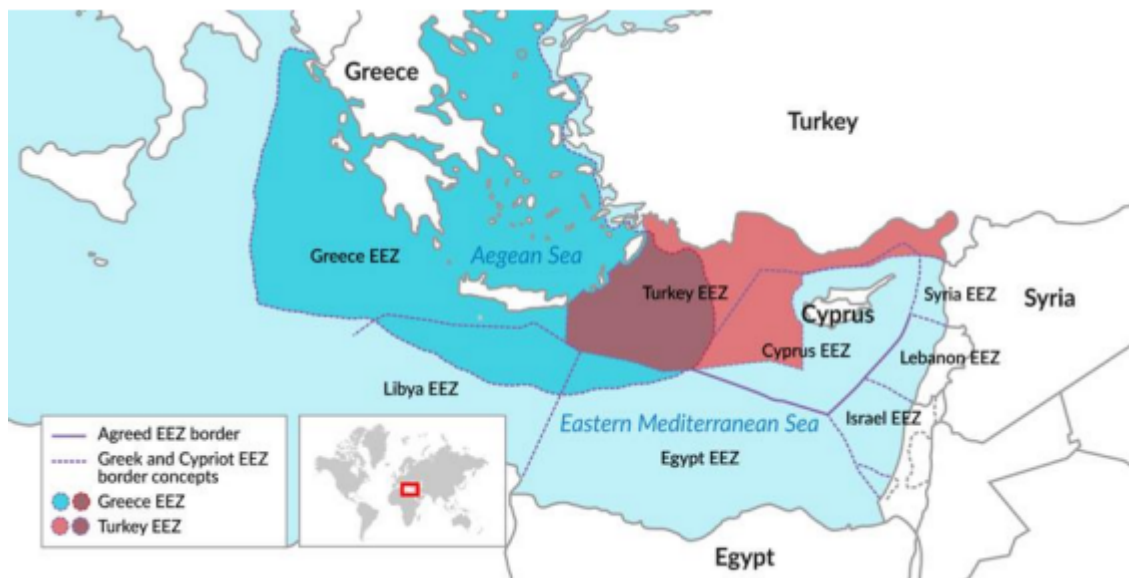 Greece
Turkey
Greece EEZ
Aegean Sea
Turkey EEZ
Cyprus
Syria EEZ
Syria
Cyprus EEZ
Lebanon EEZ
Libya EEZ
Israel EEZ
Eastern Mediterranean Sea
Egypt EEZ
Egypt
Agreed EEZ border
Greek and Cypriot EEZ
border concepts
Greece EEZ
Turkey EEZ